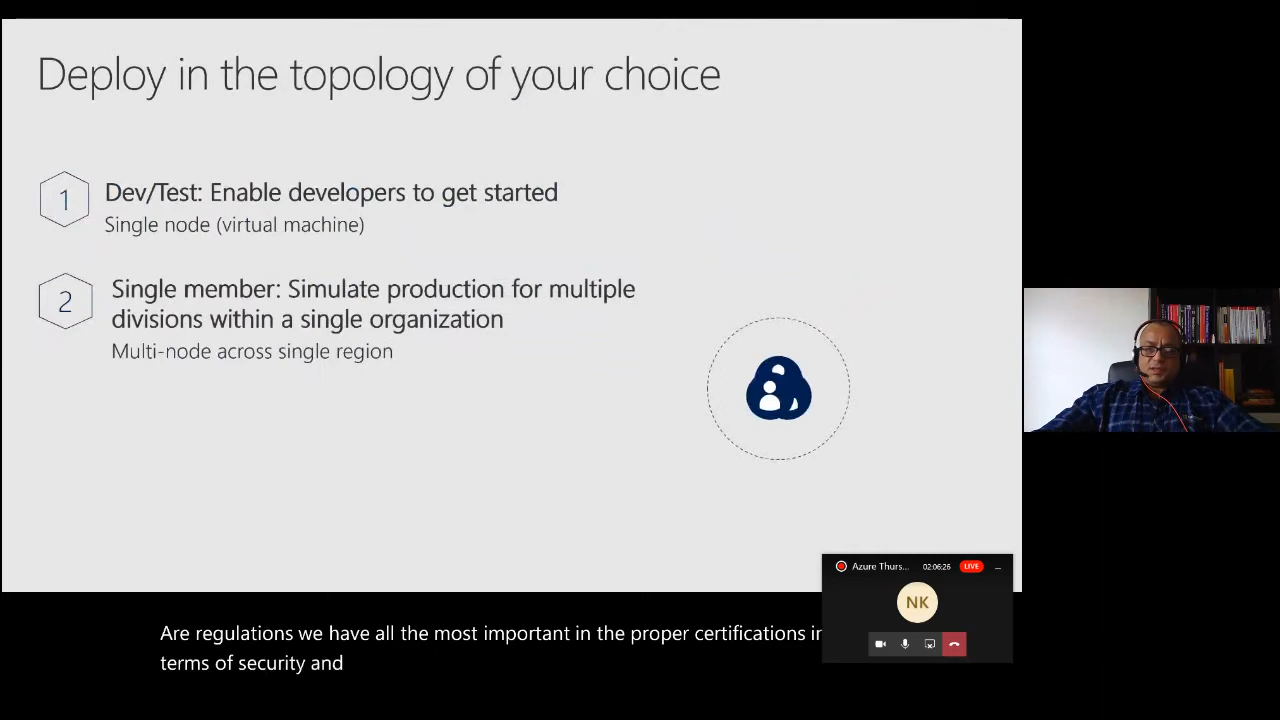 Deploy in the topology of your choice
1
Dev/Test: Enable developers to get started
Single node (virtual machine)
2
Single member: Simulate production for multiple
divisions within a single organization
Multi-node across single region
Azure Thurs...
02:06:26
LIVE
NK
Are regulations we have all the most important in the proper certifications in
terms of security and